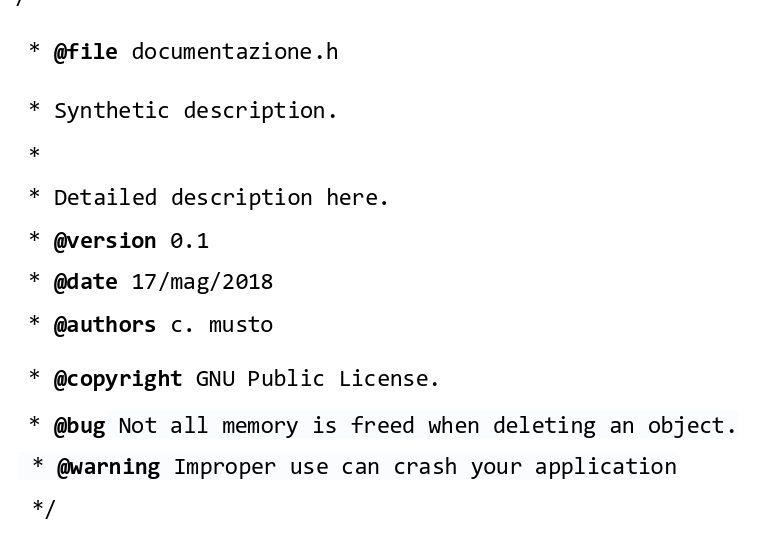 /
* @file documentazione.h
* Synthetic description.
*
* Detailed description here.
* @version 0.1
* @date 17/mag/2018
* @authors c. musto
* @copyright GNU Public License.
* @bug Not all memory is freed when deleting an object.
* @warning Improper use can crash your application
*/